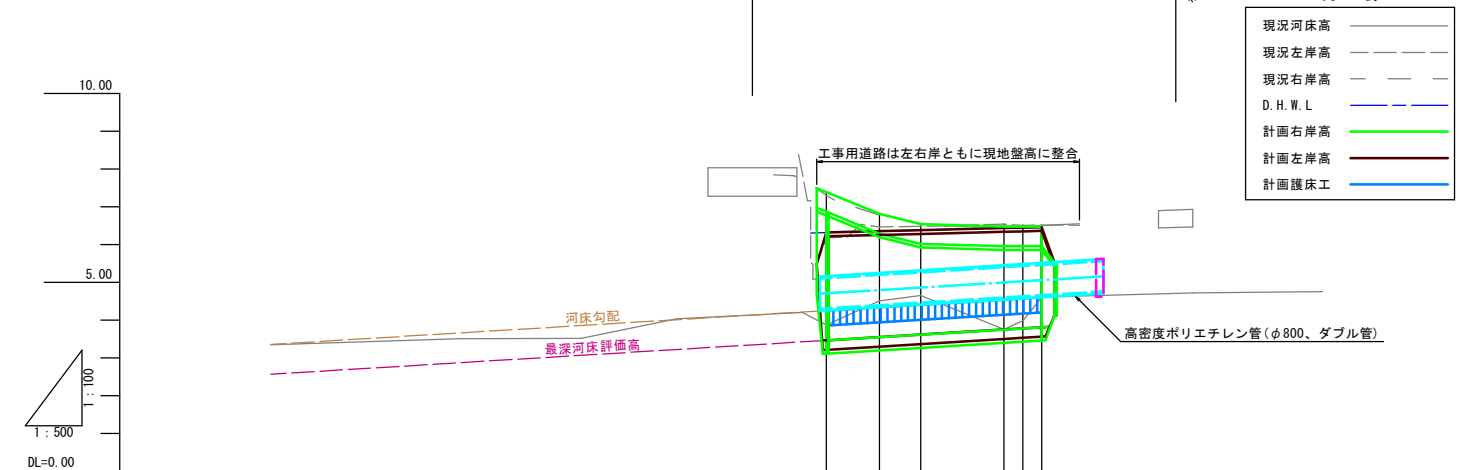 現況河床高
現況左岸高
現況右岸高
D.H.W.L
計画右岸高
計画左岸高
計画護床工
10.00
工事用道路は左右岸ともに現地盤高に整合
5.00
河床勾配
最深河床評価高
高密度ポリエチレン管(φ800、ダブル管)
1:100
1:500
DL=0.00